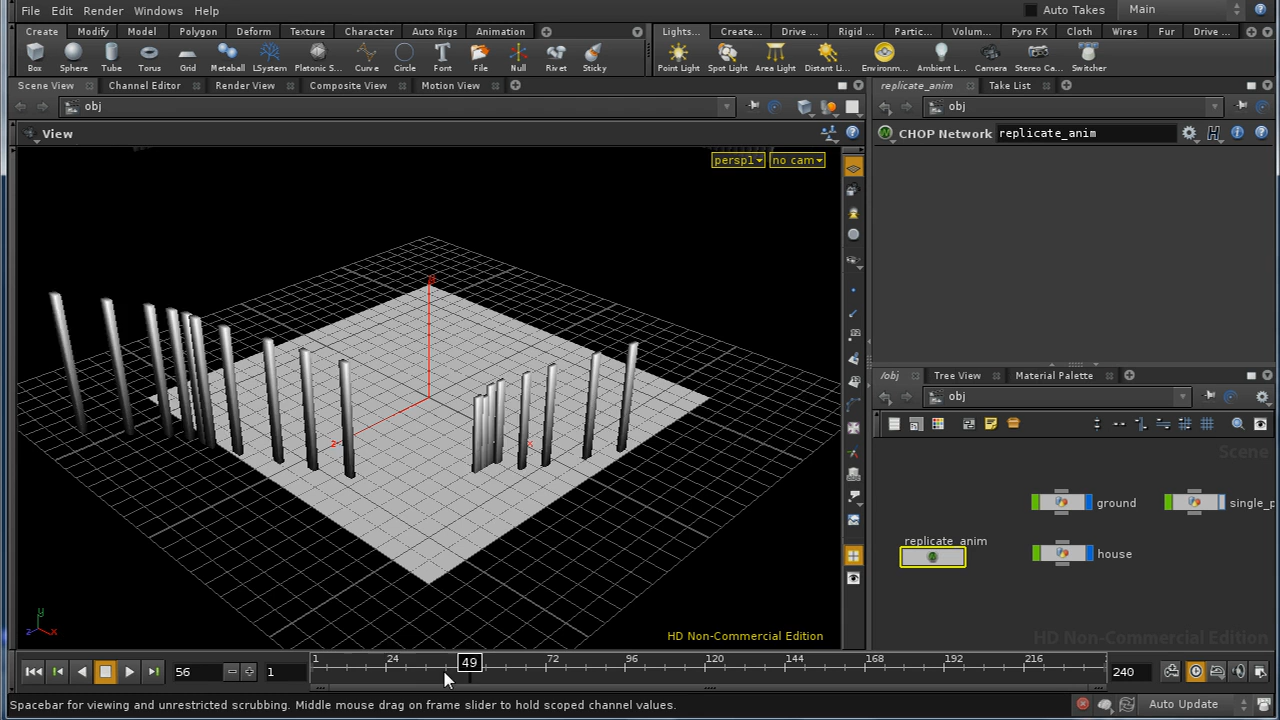 File Edit Render Windows Help Auto Takes Main
Create Modify Model Polygon Deform Texture Character Auto Rigs Animation Lights... Create... Drive ... Rigid ... Partic... Volum... Pyro FX Cloth Wires Fur Drive ...
Box Sphere Tube Torus Grid Metaball LSystem Platonic S... Curve Circle Font File Null Rivet Sticky Point Light Spot Light Area Light Distant Li... Environm... Ambient L... Camera Stereo Ca... Switcher
Scene View Channel Editor Render View Composite View Motion View replicate_anim Take List
obj obj
View CHOP Network replicate_anim
persp1 no cam
z
x
/obj Tree View Material Palette
obj
Scene
ground single_p
replicate_anim
house
y
z x
HD Non-Commercial Edition
HD Non-Commercial Edition
56 1 1 24 49 72 96 120 144 168 192 216 240
Spacebar for viewing and unrestricted scrubbing. Middle mouse drag on frame slider to hold scoped channel values. Auto Update